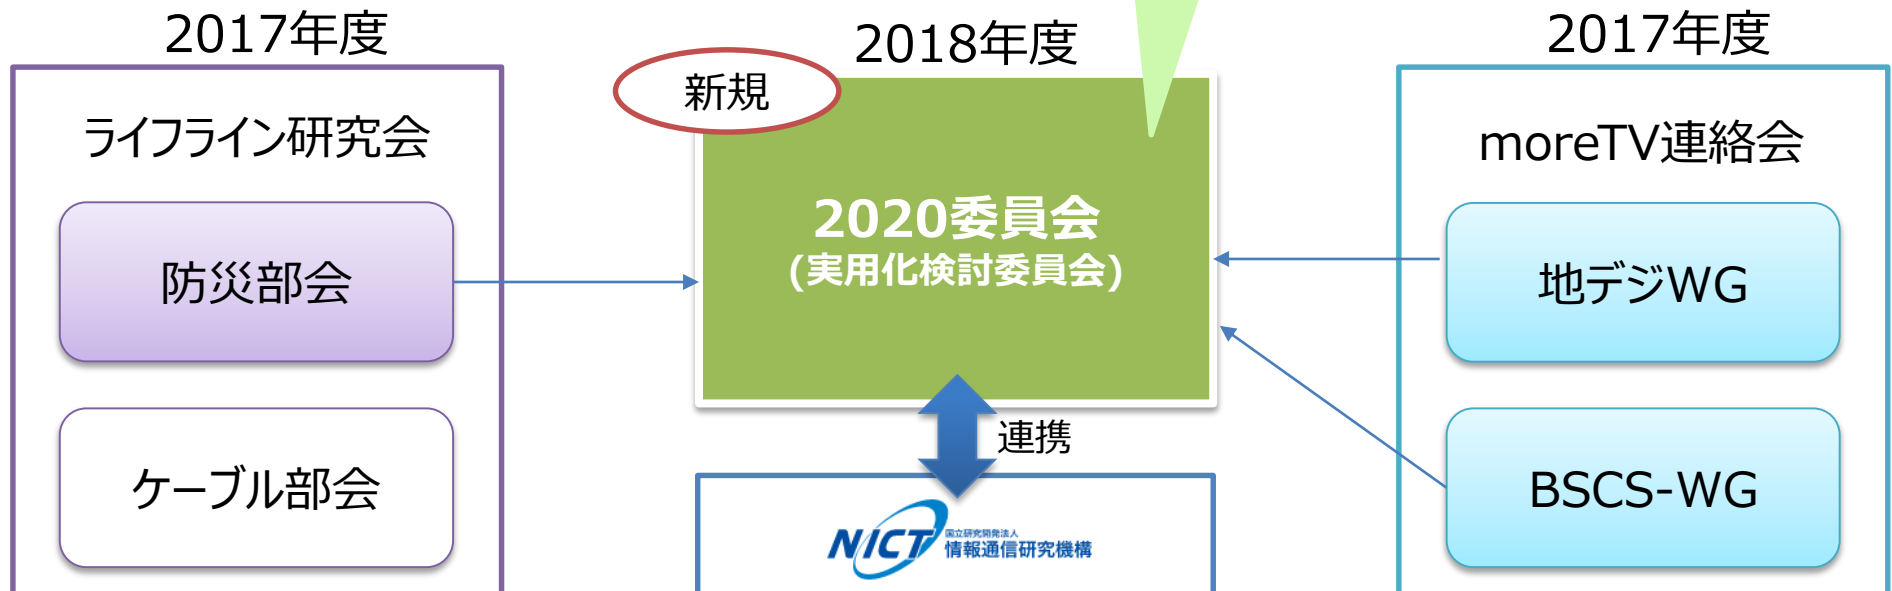 2017年度
ライフライン研究会
防災部会
ケーブル部会
2018年度
新規
2020委員会
(実用化検討委員会)
連携
NICT
国立研究開発法人
情報通信研究機構
2017年度
moreTV連絡会
地デジWG
BSCS-WG